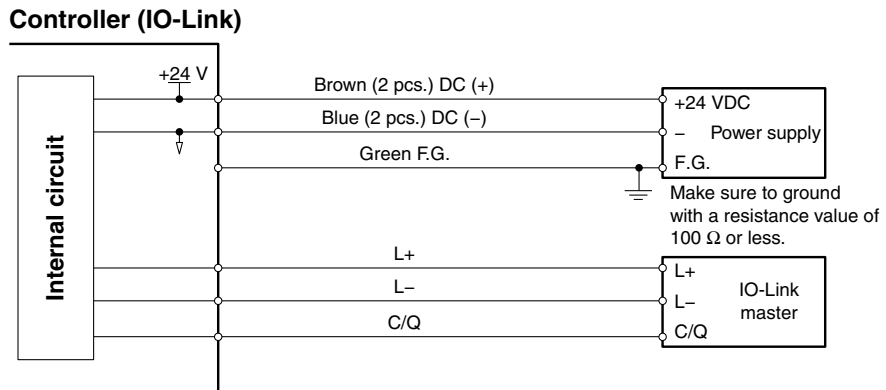 Controller (IO-Link)
+24 V
Brown (2 pcs.) DC (+)
Blue (2 pcs.) DC (−)
Green F.G.
+24 VDC
− Power supply
F.G.
Make sure to ground
with a resistance value of
100 Ω or less.
Internal circuit
L+
L−
C/Q
L+
L−
C/Q
IO-Link
master